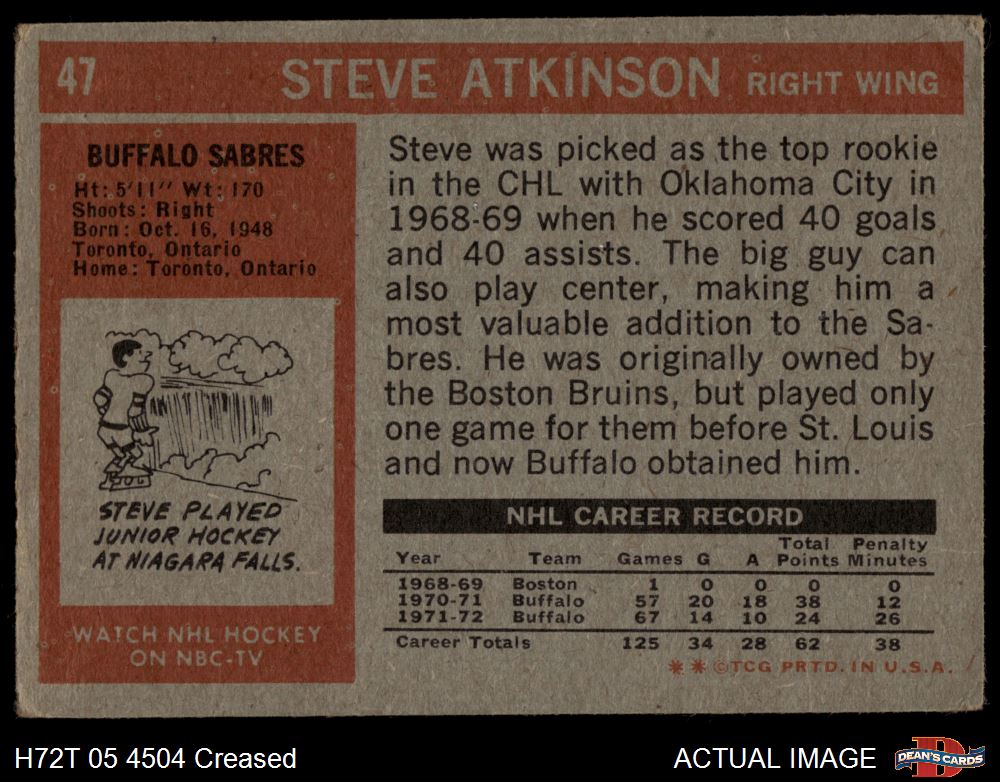 47
STEVE ATKINSON RIGHT WING
BUFFALO SABRES
Ht: 5'11" Wt: 170
Shoots: Right
Born: Oct. 16, 1948
Toronto, Ontario
Home: Toronto, Ontario
STEVE PLAYED
JUNIOR HOCKEY
AT NIAGARA FALLS.
WATCH NHL HOCKEY
ON NBC-TV
Steve was picked as the top rookie
in the CHL with Oklahoma City in
1968-69 when he scored 40 goals
and 40 assists. The big guy can
also play center, making him a
most valuable addition to the Sa-
bres. He was originally owned by
the Boston Bruins, but played only
one game for them before St. Louis
and now Buffalo obtained him.
NHL CAREER RECORD
Total Penalty
Year Team Games G A Points Minutes
1968-69 Boston 1 0 0 0 0
1970-71 Buffalo 57 20 18 38 12
1971-72 Buffalo 67 14 10 24 26
Career Totals 125 34 28 62 38
* * ©TCG PRTD. IN U.S.A.
H72T 05 4504 Creased
ACTUAL IMAGE
D
DEAN'S CARDS